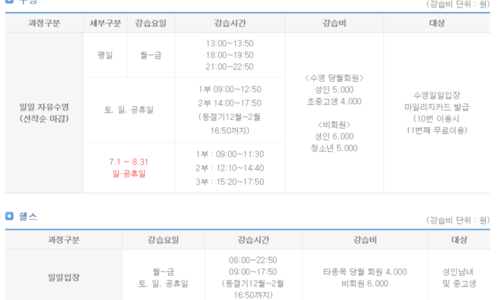 (강습비 단위 : 원)
과정구분 세부구분 강습요일 강습시간 강습비 대상
일일 자유수영
(선착순 마감)
평일 월~금
13:00~13:50
18:00~19:50
21:00~22:50
토, 일, 공휴일
1부 09:00~12:50
2부 14:00~17:50
(동절기12월~2월
16:50까지)
7.1 ~ 8.31
일·공휴일
1부 : 09:00~11:30
2부 : 12:10~14:40
3부 : 15:20~17:50
<수영 당월회원>
성인 5,000
초중고생 4,000
<비회원>
성인 6,000
청소년 5,000
수영일일입장
마일리지카드 발급
(10번 이용시
11번째 무료이용)
헬스
(강습비 단위 : 원)
과정구분 강습요일 강습시간 강습비 대상
일일입장
월~금
토, 일, 공휴일
06:00~22:50
09:00~17:50
(동절기12월~2월
16:50까지)
타종목 당월 회원 4,000
비회원 6,000
성인남녀
및 중고생